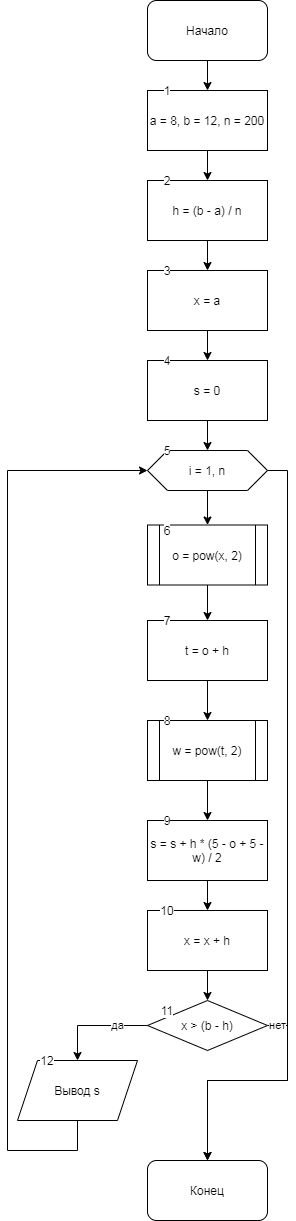 Начало
1
a = 8, b = 12, n = 200
2
h = (b - a) / n
3
x = a
4
s = 0
5
i = 1, n
6
o = pow(x, 2)
7
t = o + h
8
w = pow(t, 2)
9
s = s + h * (5 - o + 5 -
w) / 2
10
x = x + h
11
x > (b - h)
да
нет
12
Вывод s
Конец